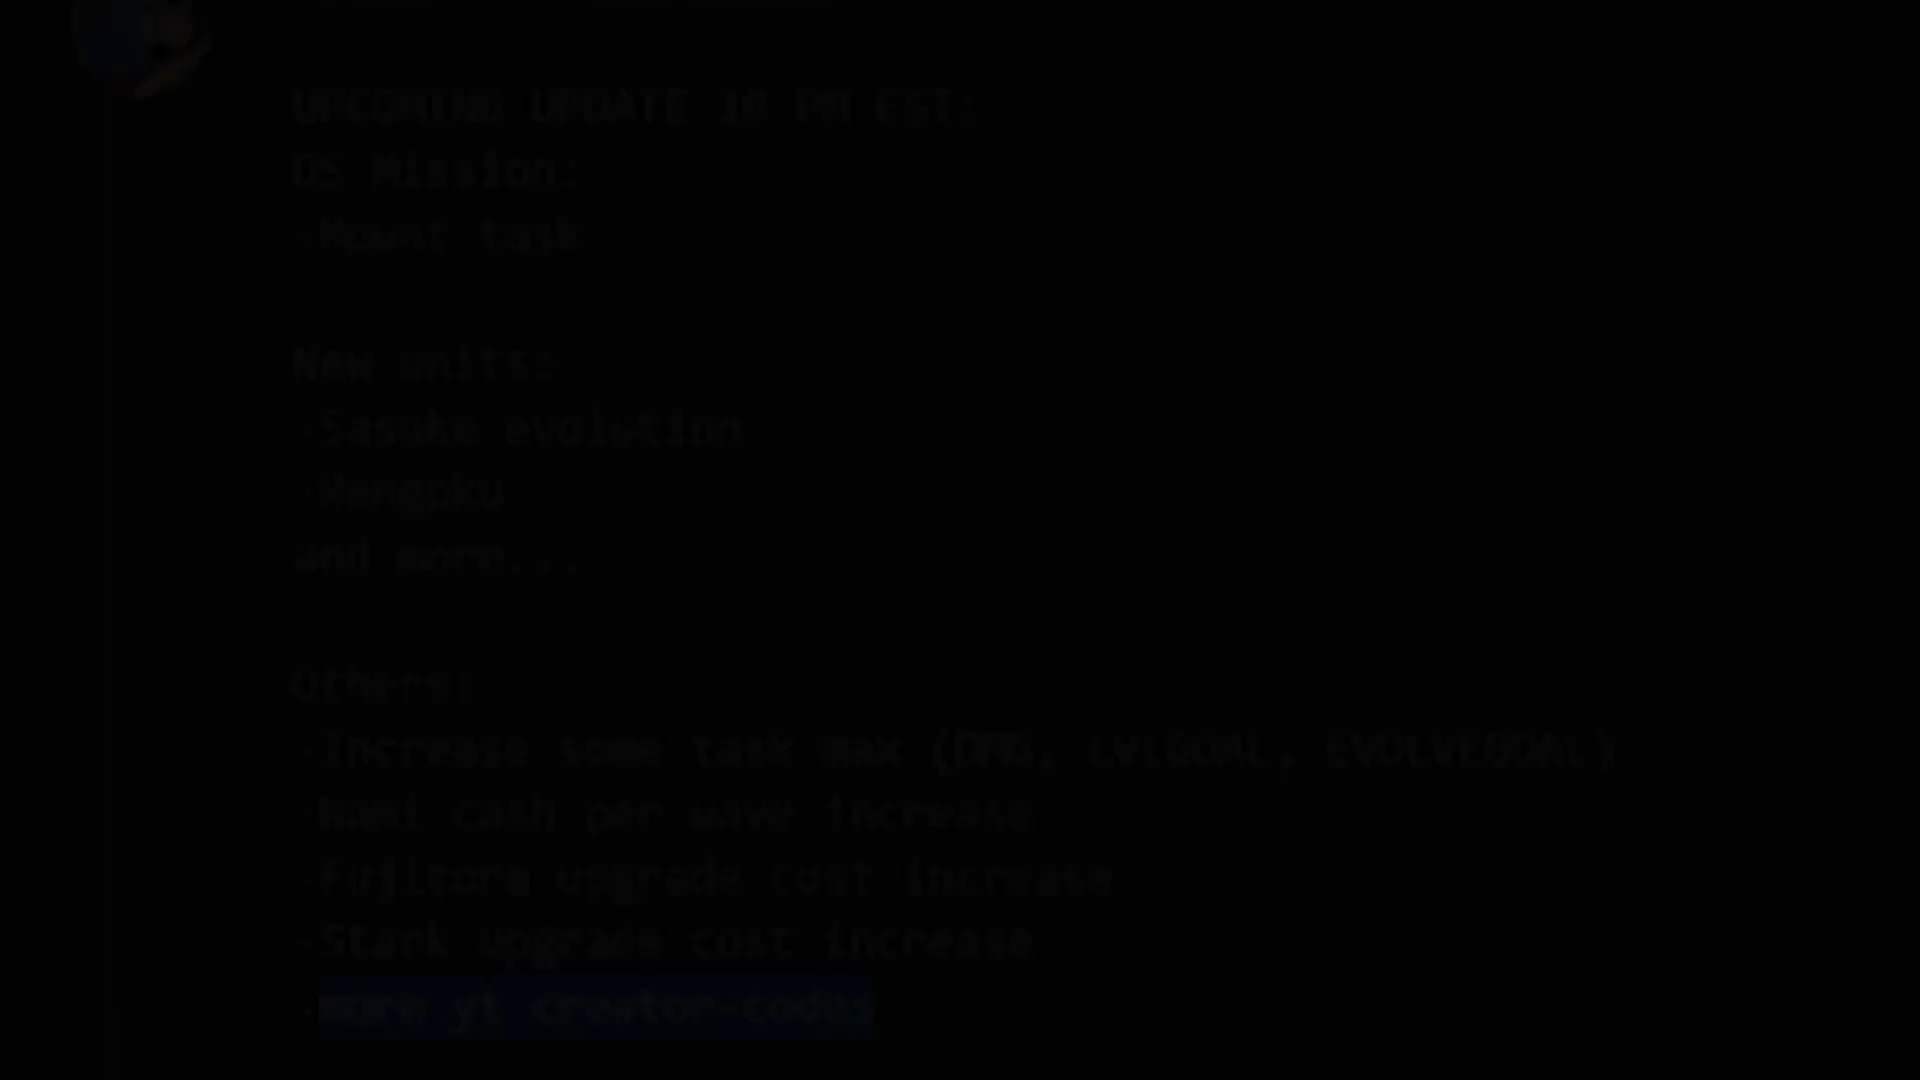 UPCOMING UPDATE 10 PM EST:
DS Mission:
-Mount task
New units:
-Sasuke evolution
and more...
Others:
-Increase some task max (DMG, LVLGOAL, EVOLVEGOAL)
-Nami cash per wave increase
-Fujitora upgrade cost increase
-Stark upgrade cost increase
-more yt creator-codes